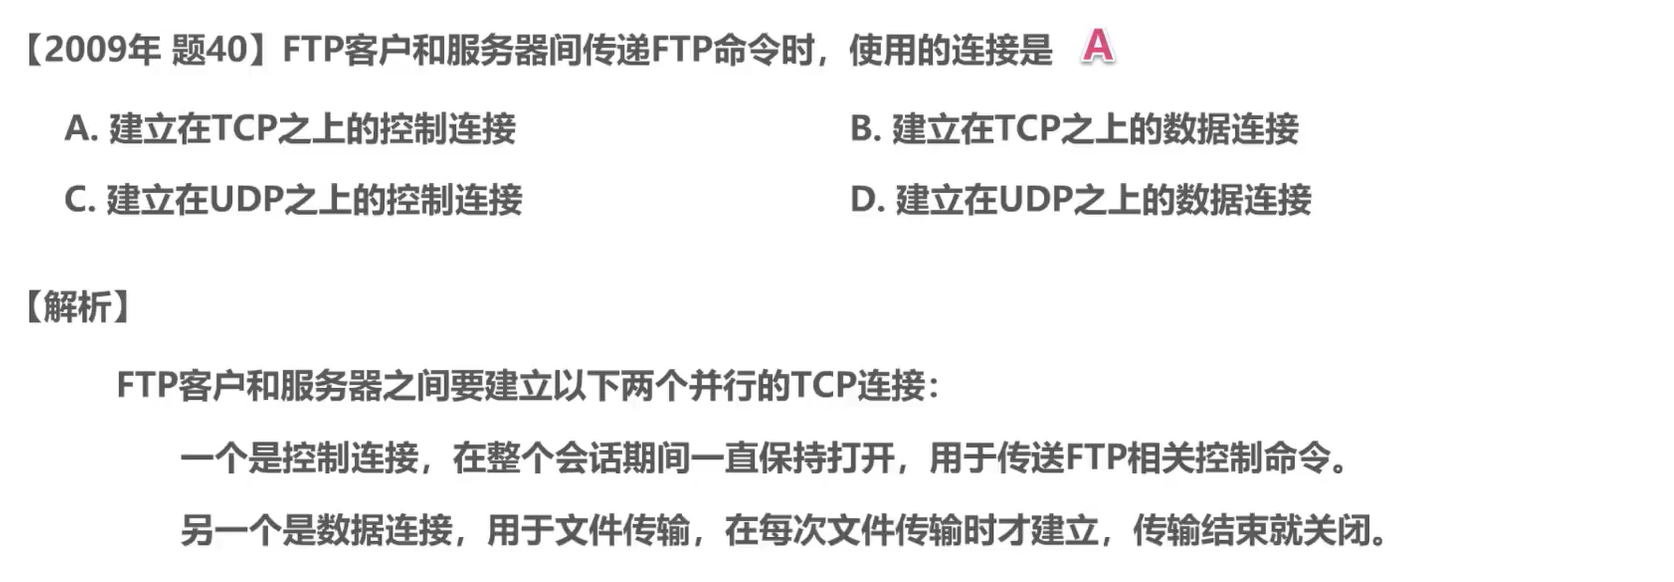 【2009年 题40】FTP客户和服务器间传递FTP命令时，使用的连接是 A
A. 建立在TCP之上的控制连接 B. 建立在TCP之上的数据连接
C. 建立在UDP之上的控制连接 D. 建立在UDP之上的数据连接
【解析】
FTP客户和服务器之间要建立以下两个并行的TCP连接：
一个是控制连接，在整个会话期间一直保持打开，用于传送FTP相关控制命令。
另一个是数据连接，用于文件传输，在每次文件传输时才建立，传输结束就关闭。